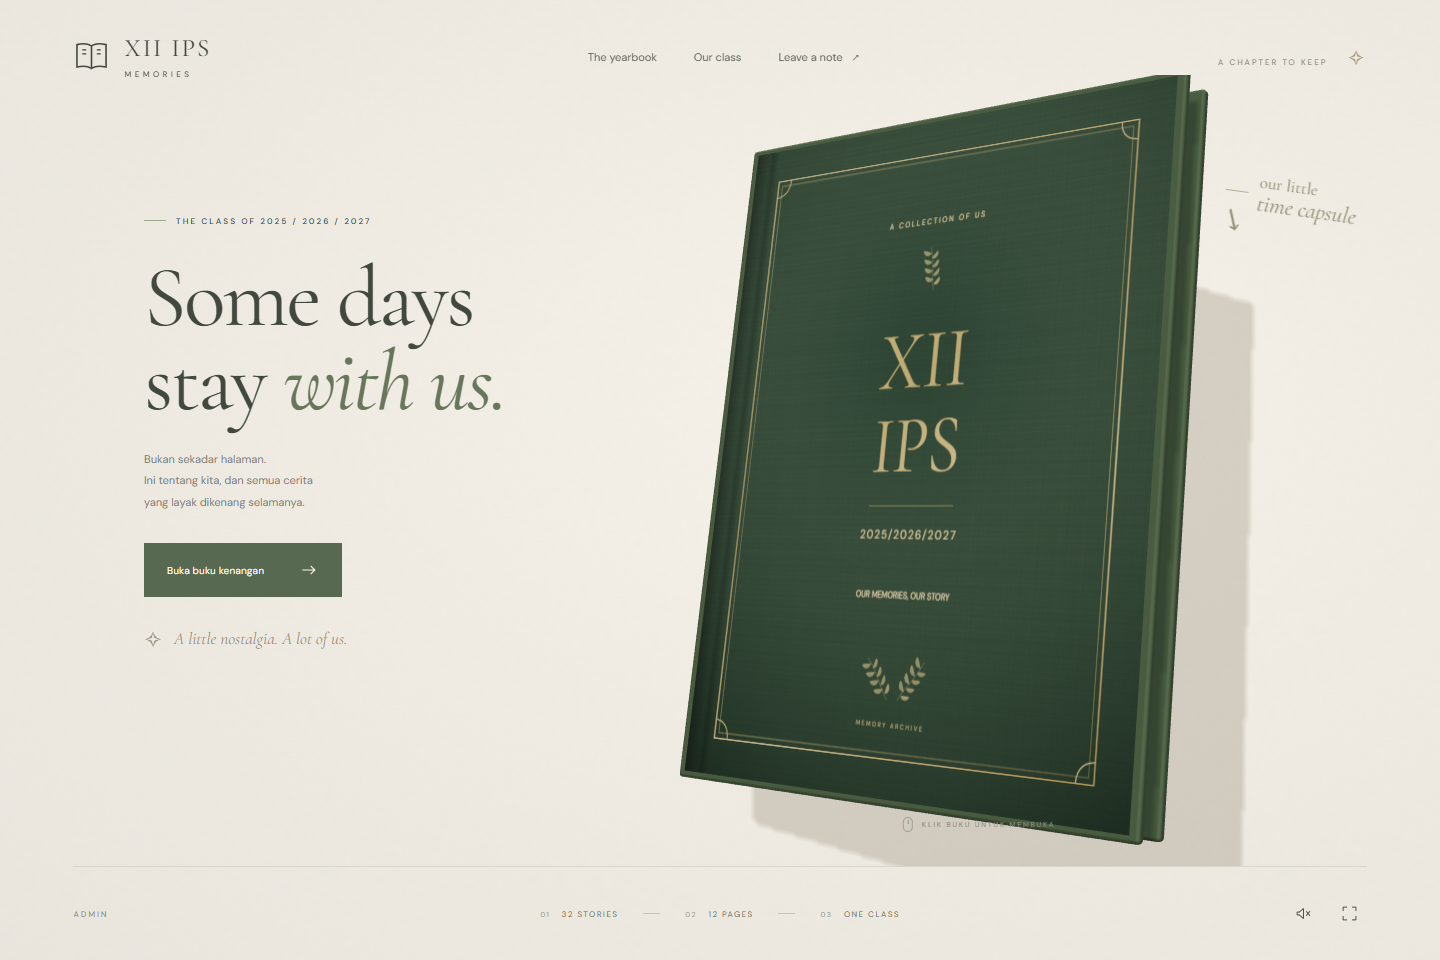 XII IPS
MEMORIES
The yearbook
Our class
Leave a note ↗
A CHAPTER TO KEEP
THE CLASS OF 2025 / 2026 / 2027
Some days
stay with us.
Bukan sekadar halaman.
Ini tentang kita, dan semua cerita
yang layak dikenang selamanya.
Buka buku kenangan →
A little nostalgia. A lot of us.
A COLLECTION OF US
XII
IPS
2025/2026/2027
OUR MEMORIES, OUR STORY
MEMORY ARCHIVE
our little
time capsule
KLIK BUKU UNTUK MEMBUKA
ADMIN
01 32 STORIES
02 12 PAGES
03 ONE CLASS